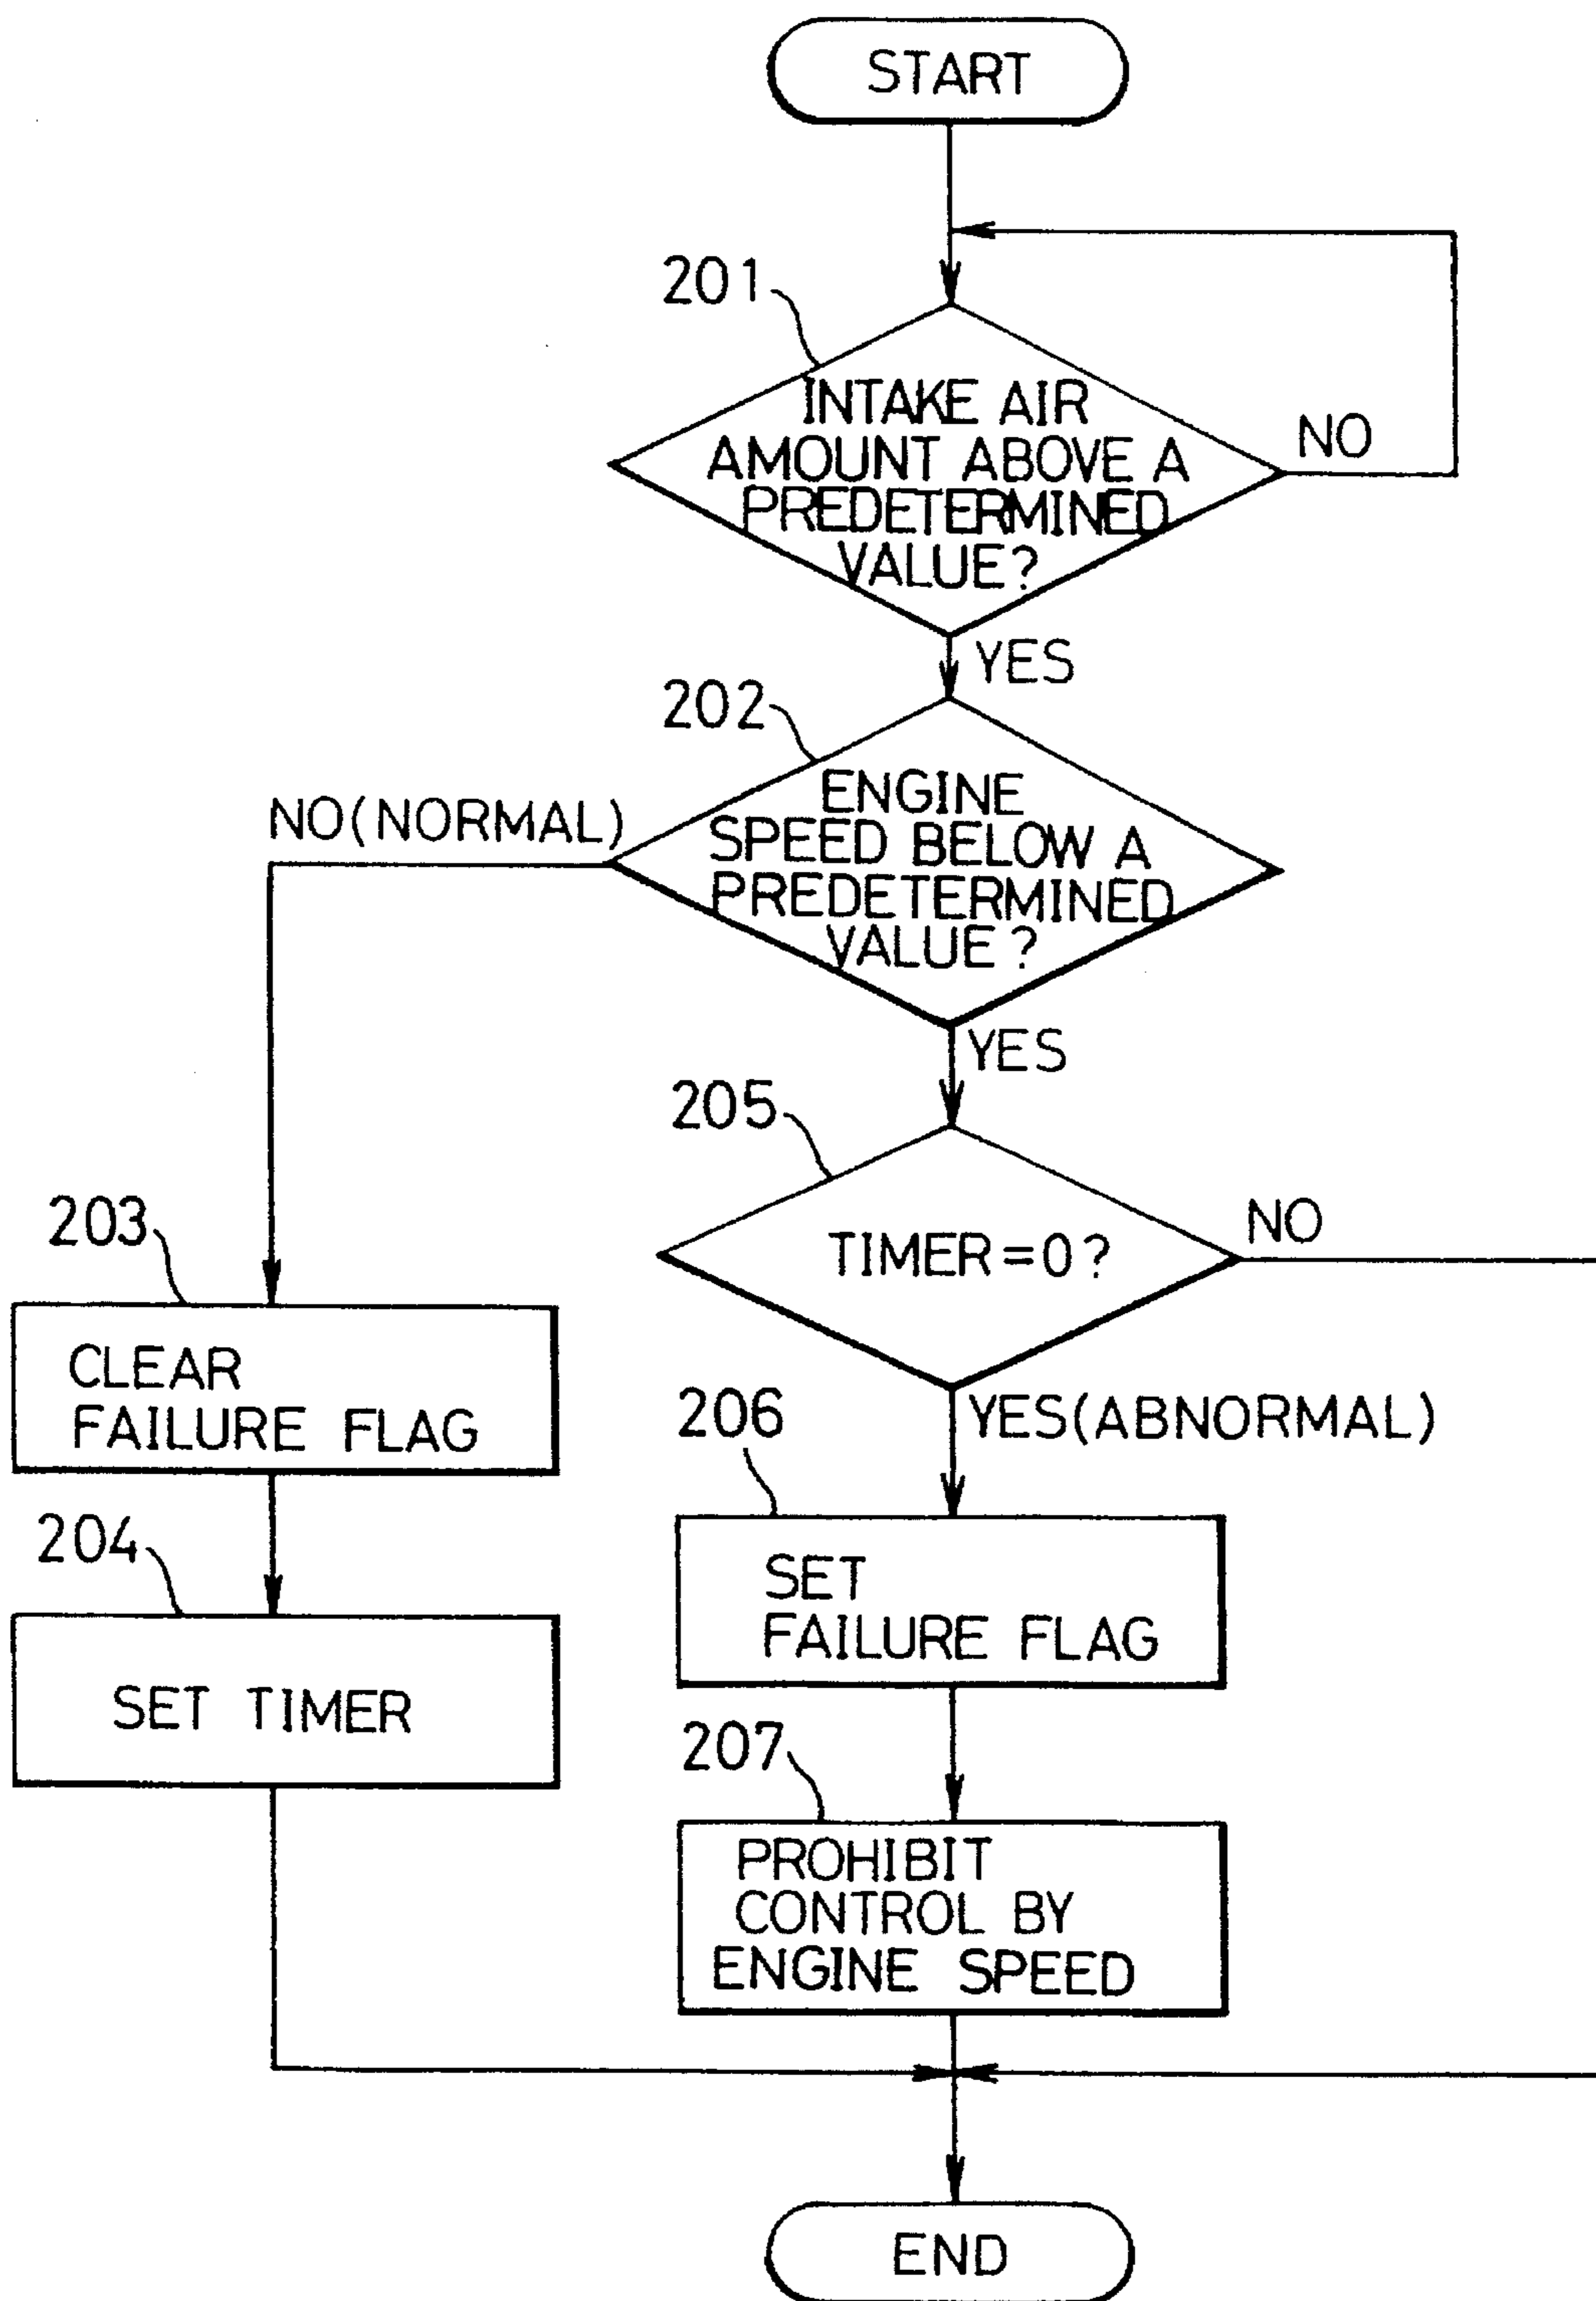 START
201
INTAKE AIR
AMOUNT ABOVE A
PREDETERMINED
VALUE?
NO
YES
202
ENGINE
SPEED BELOW A
PREDETERMINED
VALUE?
NO(NORMAL)
YES
205
TIMER=0?
NO
203
CLEAR
FAILURE FLAG
YES(ABNORMAL)
206
SET
FAILURE FLAG
204
SET TIMER
207
PROHIBIT
CONTROL BY
ENGINE SPEED
END